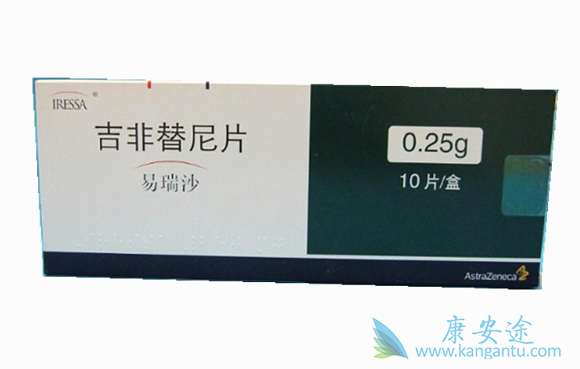 IRESSA®
吉非替尼片
易瑞沙
0.25g
10片/盒
AstraZeneca
康安途
www.kangantu.com